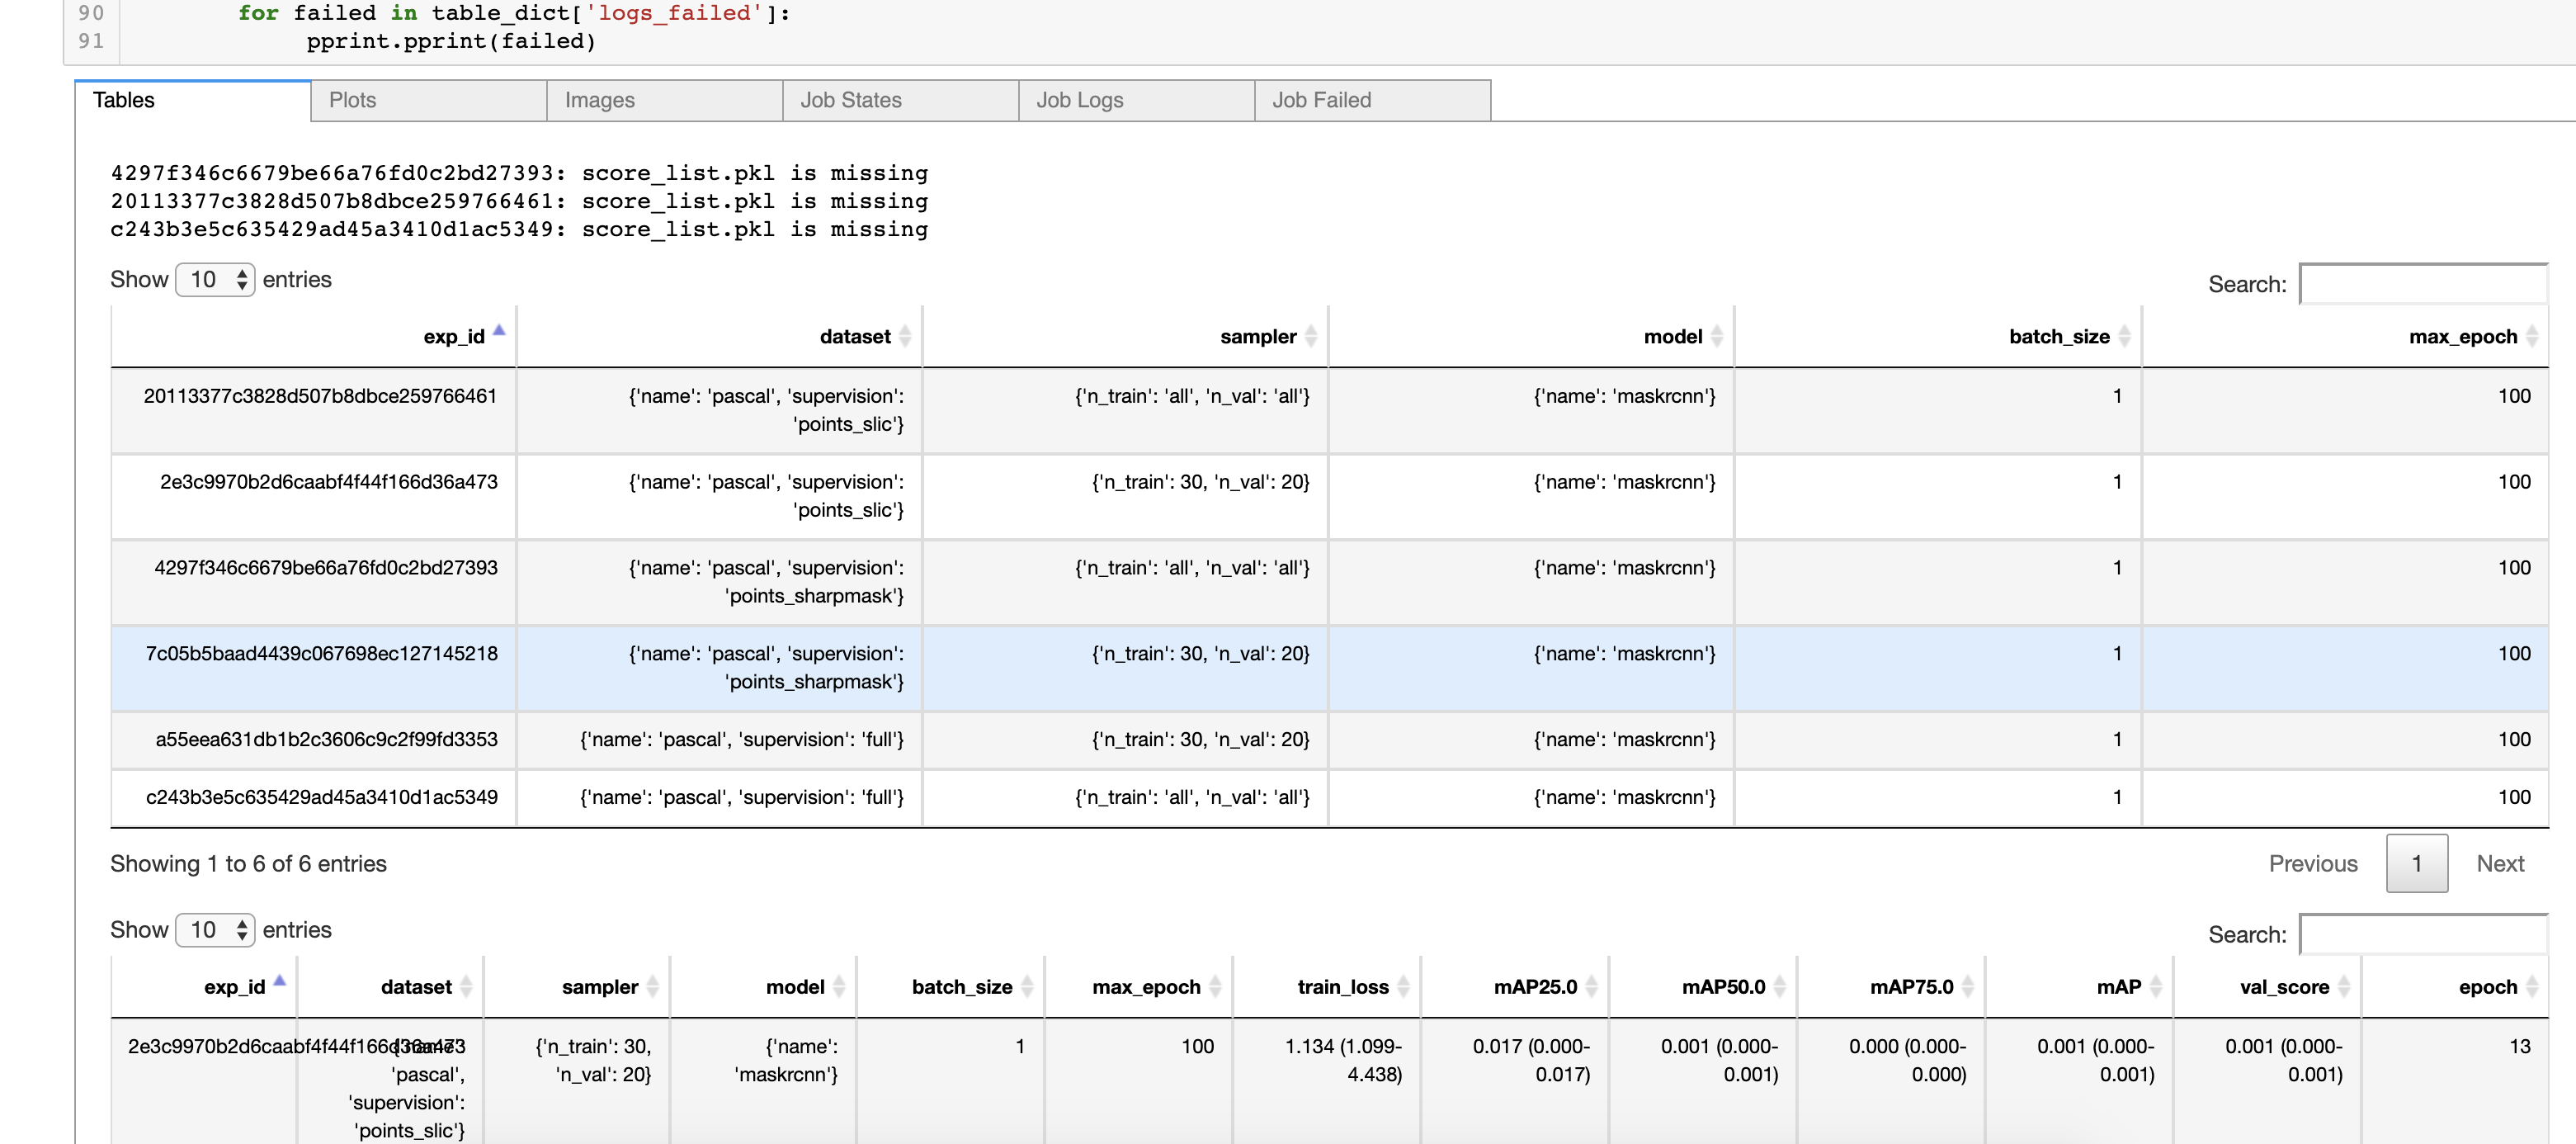 90 for failed in table_dict['logs_failed']:
91 pprint.pprint(failed)
Tables Plots Images Job States Job Logs Job Failed
4297f346c6679be66a76fd0c2bd27393: score_list.pkl is missing
20113377c3828d507b8dbce259766461: score_list.pkl is missing
c243b3e5c635429ad45a3410d1ac5349: score_list.pkl is missing
Show 10 entries Search:
exp_id dataset sampler model batch_size max_epoch
20113377c3828d507b8dbce259766461 {'name': 'pascal', 'supervision': {'n_train': 'all', 'n_val': 'all'} {'name': 'maskrcnn'} 1 100
'points_slic'}
2e3c9970b2d6caabf4f44f166d36a473 {'name': 'pascal', 'supervision': {'n_train': 30, 'n_val': 20} {'name': 'maskrcnn'} 1 100
'points_slic'}
4297f346c6679be66a76fd0c2bd27393 {'name': 'pascal', 'supervision': {'n_train': 'all', 'n_val': 'all'} {'name': 'maskrcnn'} 1 100
'points_sharpmask'}
7c05b5baad4439c067698ec127145218 {'name': 'pascal', 'supervision': {'n_train': 30, 'n_val': 20} {'name': 'maskrcnn'} 1 100
'points_sharpmask'}
a55eea631db1b2c3606c9c2f99fd3353 {'name': 'pascal', 'supervision': 'full'} {'n_train': 30, 'n_val': 20} {'name': 'maskrcnn'} 1 100
c243b3e5c635429ad45a3410d1ac5349 {'name': 'pascal', 'supervision': 'full'} {'n_train': 'all', 'n_val': 'all'} {'name': 'maskrcnn'} 1 100
Showing 1 to 6 of 6 entries Previous 1 Next
Show 10 entries Search:
exp_id dataset sampler model batch_size max_epoch train_loss mAP25.0 mAP50.0 mAP75.0 mAP val_score epoch
2e3c9970b2d6caabf4f44f166d36a473 {'name': {'n_train': 30, {'name': 1 100 1.134 (1.099- 0.017 (0.000- 0.001 (0.000- 0.000 (0.000- 0.001 (0.000- 0.001 (0.000- 13
'pascal', 'n_val': 20} 'maskrcnn'} 4.438) 0.017) 0.001) 0.000) 0.001) 0.001)
'supervision':
'points_slic'}